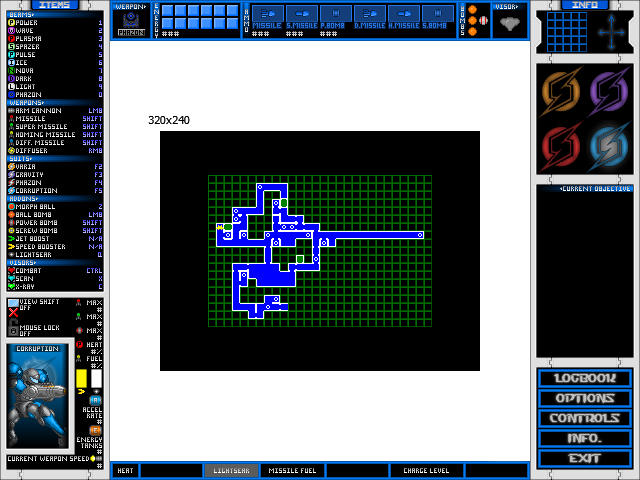 ITEMS
BEAMS
POWER 1
WAVE 2
PLASMA 3
SPAZER 4
PULSE 5
ICE 6
NOVA 7
DARK 8
LIGHT 9
PHAZON 0
WEAPONS
ARM CANNON LMB
MISSILE SHIFT
SUPER MISSILE SHIFT
HOMING MISSILE SHIFT
DIFF. MISSILE SHIFT
DIFFUSER RMB
SUITS
VARIA F2
GRAVITY F3
PHAZON F4
CORRUPTION F5
ADDONS
MORPH BALL Z
BALL BOMB LMB
POWER BOMB SHIFT
SCREW BOMB SHIFT
JET BOOST N/A
SPEED BOOSTER N/A
LIGHTSEAR Q
VISORS
COMBAT CTRL
SCAN X
X-RAY C
VIEW SHIFT
OFF
MOUSE LOCK
OFF
MAX
#
MAX
#
MAX
#
HEAT
#/.
FUEL
#/.
CORRUPTION
ACCEL
RATE
#
ENERGY
TANKS
#
CURRENT WEAPON SPEED
#
WEAPON
PHAZON
ENERGY
###
AMMO
MISSILE
S.MISSILE
P.BOMB
D.MISSILE
H.MISSILE
S.BOMB
### ### ### ###
BOMBS
VISOR
320x240
HEAT
LIGHTSEAR
MISSILE FUEL
CHARGE LEVEL
INFO
CURRENT OBJECTIVE
LOGBOOK
OPTIONS
CONTROLS
INFO.
EXIT